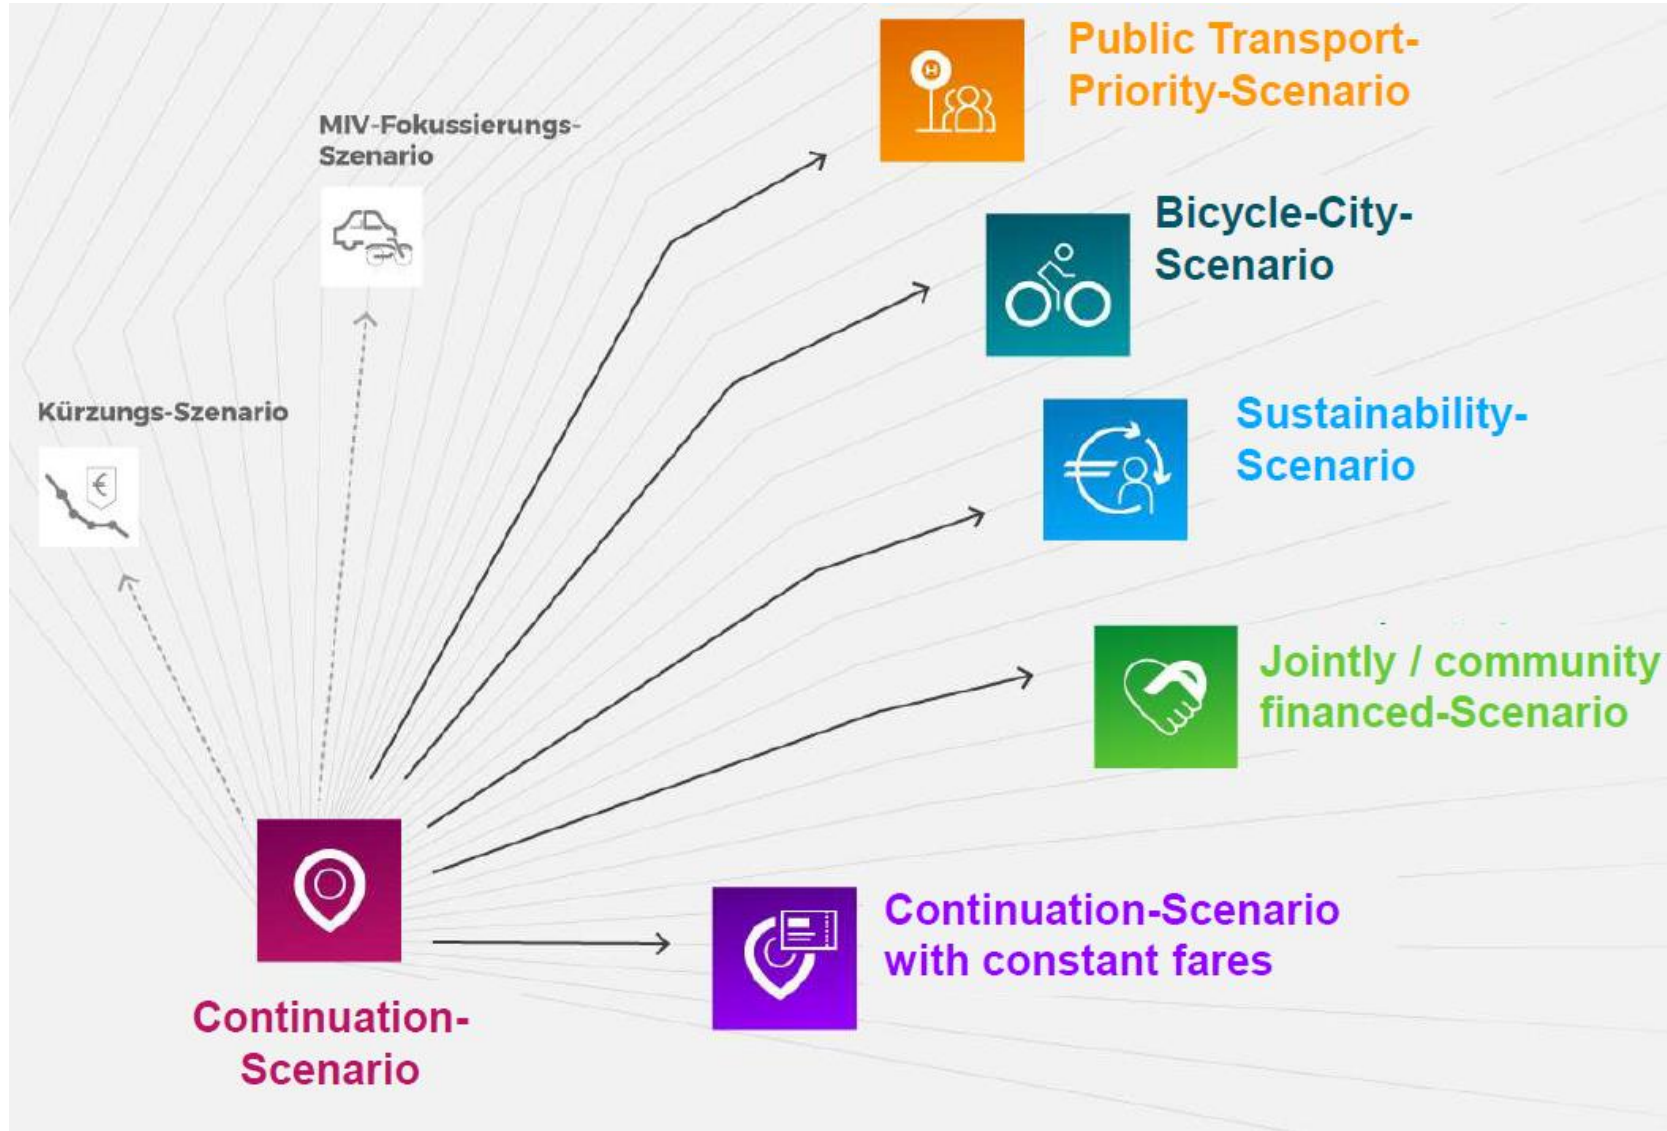 Public Transport-
Priority-Scenario
MIV-Fokussierungs-
Szenario
Bicycle-City-
Scenario
Kürzungs-Szenario
€
Sustainability-
Scenario
Jointly / community
financed-Scenario
Continuation-Scenario
with constant fares
Continuation-
Scenario
H